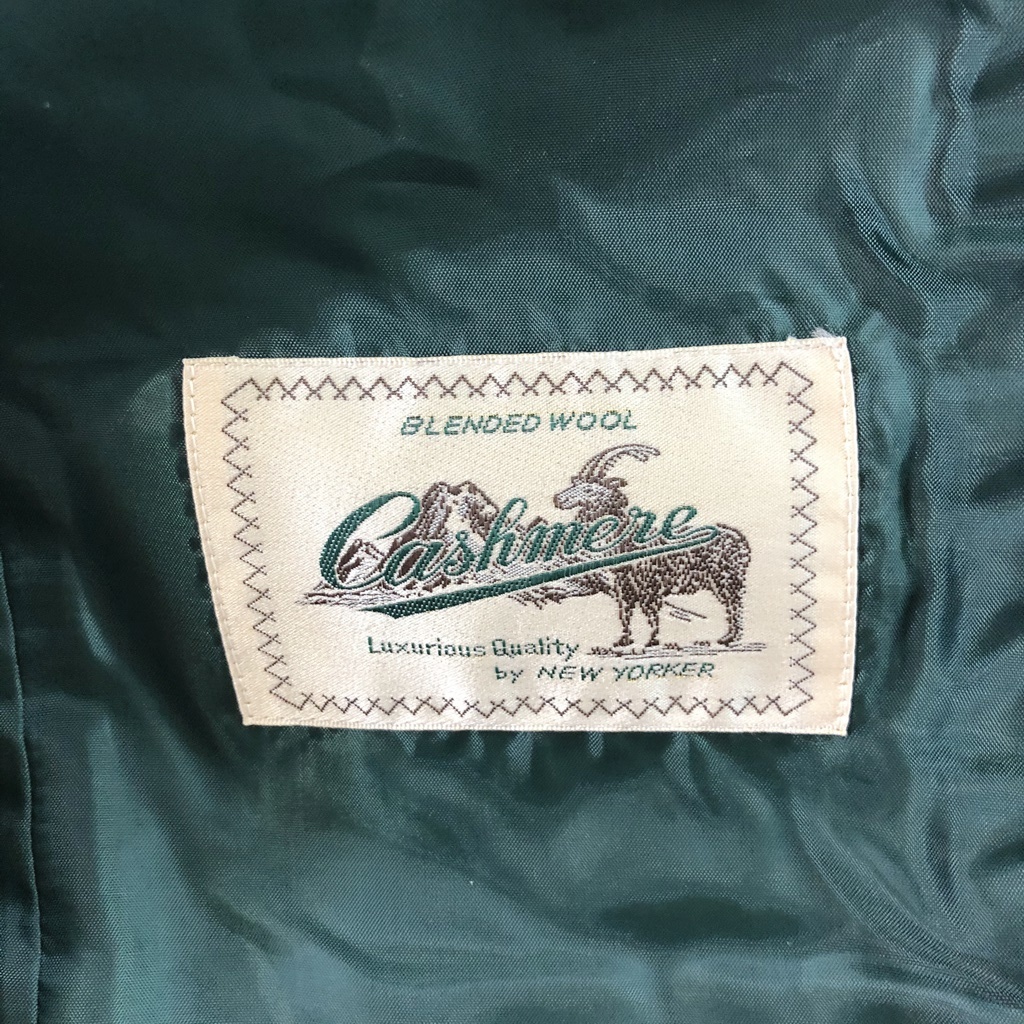 BLENDED WOOL
Cashmere
Luxurious Quality
by NEW YORKER